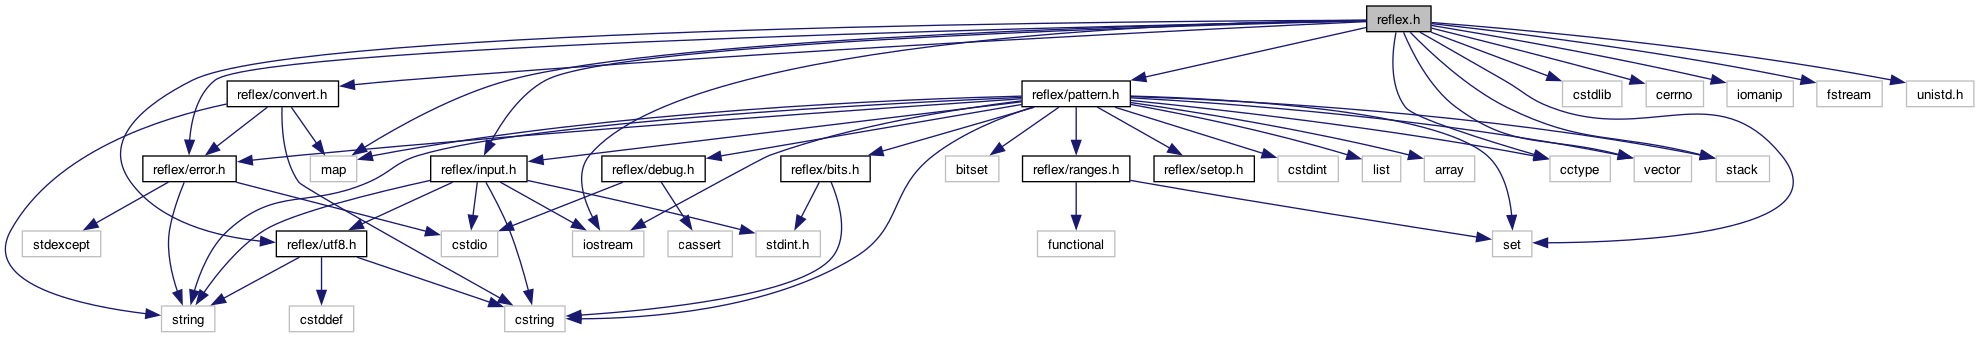 reflex.h
reflex/convert.h
reflex/pattern.h
cstdlib
cerrno
iomanip
fstream
unistd.h
reflex/error.h
map
reflex/input.h
reflex/debug.h
reflex/bits.h
bitset
reflex/ranges.h
reflex/setop.h
cstdint
list
array
cctype
vector
stack
stdexcept
reflex/utf8.h
cstdio
iostream
cassert
stdint.h
functional
set
string
cstddef
cstring